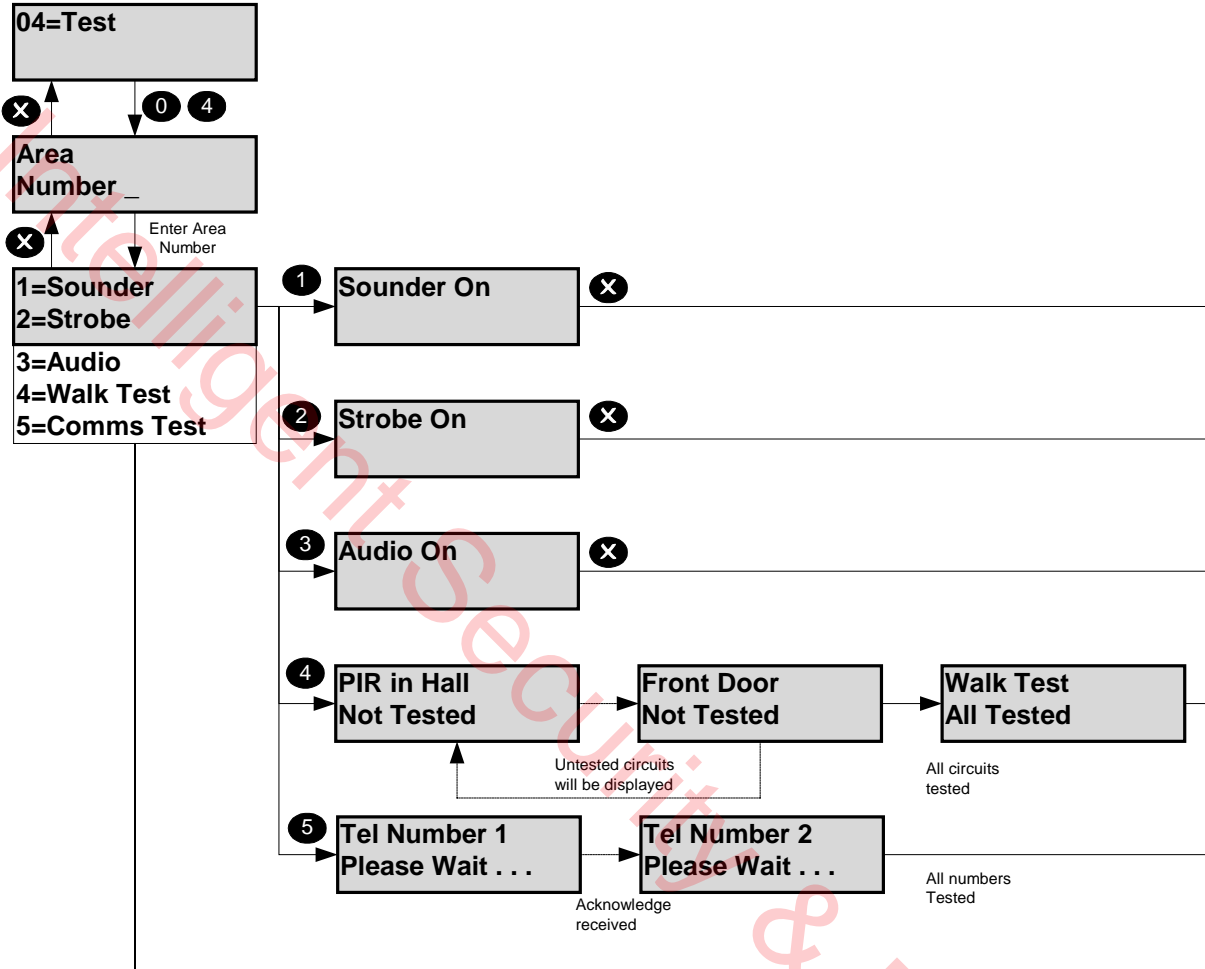 04=Test
X
0 4
Area
Number _
X
Enter Area
Number
1=Sounder
2=Strobe
3=Audio
4=Walk Test
5=Comms Test
1
Sounder On
X
2
Strobe On
X
3
Audio On
X
4
PIR in Hall
Not Tested
Front Door
Not Tested
Walk Test
All Tested
Untested circuits
will be displayed
All circuits
tested
5
Tel Number 1
Please Wait . . .
Tel Number 2
Please Wait . . .
Acknowledge
received
All numbers
Tested
Intelligent Security &